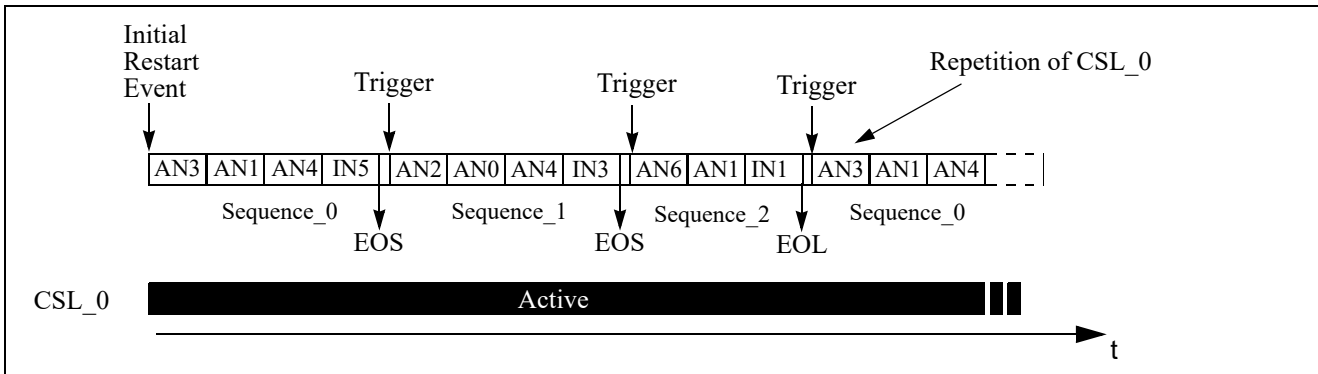 Initial
Restart
Event
Trigger
Trigger
Trigger
Repetition of CSL_0
AN3 AN1 AN4 IN5 AN2 AN0 AN4 IN3 AN6 AN1 IN1 AN3 AN1 AN4
Sequence_0 Sequence_1 Sequence_2 Sequence_0
EOS EOS EOL
CSL_0 Active
t